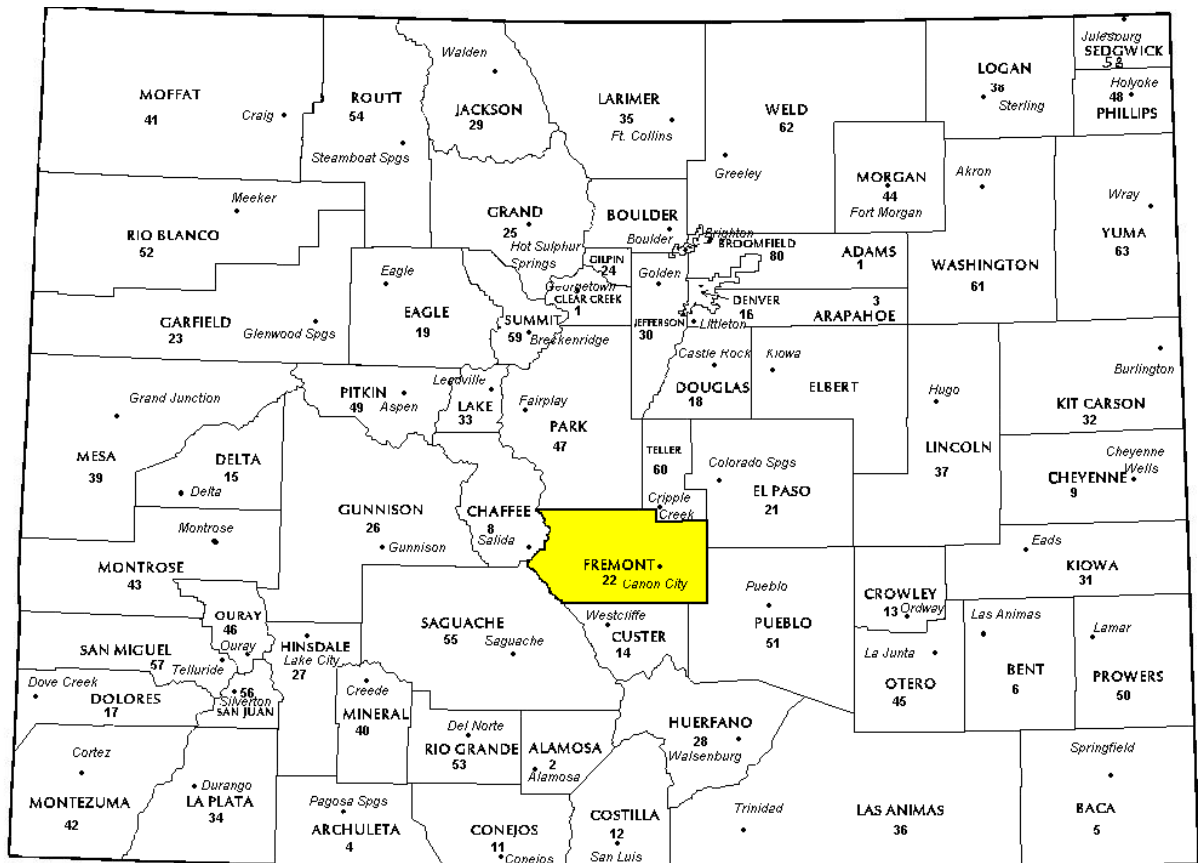 Julesburg
SEDGWICK
58
Walden
LOGAN
38
Sterling
Holyoke
48
PHILLIPS
MOFFAT
41
Craig
ROUTT
54
Steamboat Spgs
JACKSON
29
LARIMER
35
Ft. Collins
WELD
62
Greeley
MORGAN
44
Fort Morgan
Akron
Wray
YUMA
63
Meeker
RIO BLANCO
52
GRAND
25
Hot Sulphur
Springs
BOULDER
Boulder
Brighton
BROOMFIELD
80
ADAMS
1
WASHINGTON
61
GILPIN
24
Golden
Eagle
EAGLE
19
Georgetown
CLEAR CREEK
1
DENVER
16
3
ARAPAHOE
Littleton
GARFIELD
23
Glenwood Spgs
SUMMIT
59
Breckenridge
JEFFERSON
30
Castle Rock
DOUGLAS
18
Kiowa
ELBERT
Burlington
Grand Junction
PITKIN
49
Aspen
Leadville
LAKE
33
Fairplay
PARK
47
Hugo
LINCOLN
37
KIT CARSON
32
MESA
39
DELTA
15
Delta
TELLER
60
Cripple
Creek
Colorado Spgs
EL PASO
21
Cheyenne
Wells
CHEYENNE
9
GUNNISON
26
Gunnison
CHAFFEE
8
Salida
Montrose
MONTROSE
43
FREMONT
22
Canon City
Pueblo
PUEBLO
51
CROWLEY
13
Ordway
Eads
KIOWA
31
OURAY
46
Ouray
HINSDALE
Lake City
27
SAGUACHE
55
Saguache
Westcliffe
CUSTER
14
Las Animas
BENT
6
Lamar
PROWERS
50
SAN MIGUEL
57
Telluride
La Junta
OTERO
45
Dove Creek
DOLORES
17
56
Silverton
SAN JUAN
Creede
MINERAL
40
Del Norte
RIO GRANDE
53
ALAMOSA
2
Alamosa
HUERFANO
28
Walsenburg
Cortez
MONTEZUMA
42
Durango
LA PLATA
34
Pagosa Spgs
ARCHULETA
4
CONEJOS
11
Conejos
COSTILLA
12
San Luis
Trinidad
LAS ANIMAS
36
Springfield
BACA
5